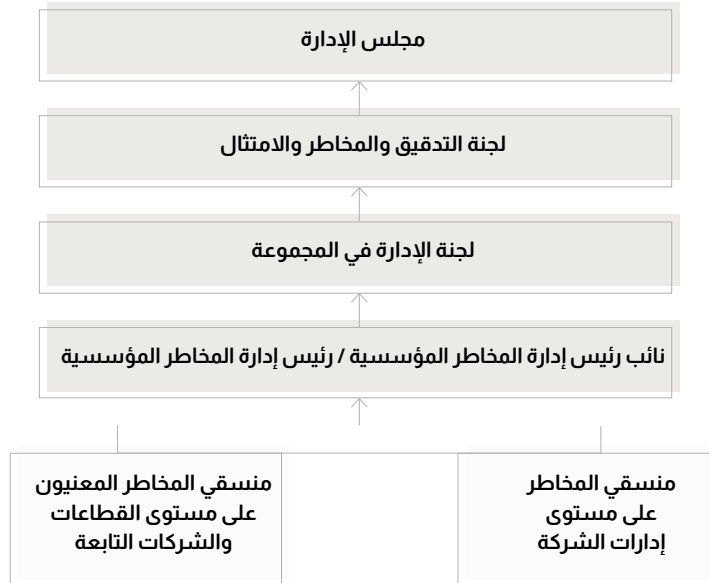 مجلس الإدارة
لجنة التدقيق والمخاطر والامتثال
لجنة الإدارة في المجموعة
نائب رئيس إدارة المخاطر المؤسسية / رئيس إدارة المخاطر المؤسسية
منسقي المخاطر
على مستوى
إدارات الشركة
منسقي المخاطر المعنيون
على مستوى القطاعات
والشركات التابعة